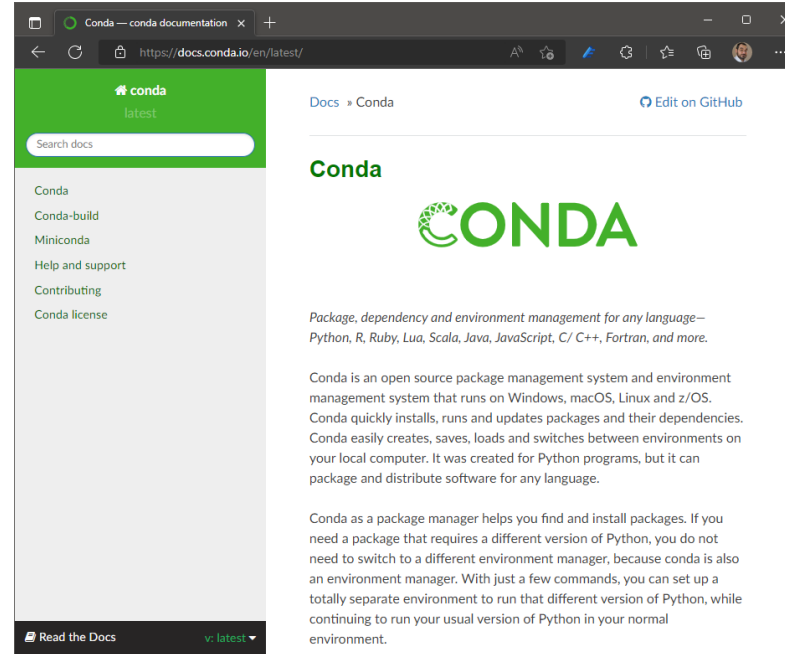 Conda — conda documentation
https://docs.conda.io/en/latest/
conda
latest
Search docs
Conda
Conda-build
Miniconda
Help and support
Contributing
Conda license
Read the Docs
v: latest
Docs » Conda
Edit on GitHub
Conda
CONDA
Package, dependency and environment management for any language—
Python, R, Ruby, Lua, Scala, Java, JavaScript, C/ C++, Fortran, and more.
Conda is an open source package management system and environment
management system that runs on Windows, macOS, Linux and z/OS.
Conda quickly installs, runs and updates packages and their dependencies.
Conda easily creates, saves, loads and switches between environments on
your local computer. It was created for Python programs, but it can
package and distribute software for any language.
Conda as a package manager helps you find and install packages. If you
need a package that requires a different version of Python, you do not
need to switch to a different environment manager, because conda is also
an environment manager. With just a few commands, you can set up a
totally separate environment to run that different version of Python, while
continuing to run your usual version of Python in your normal
environment.